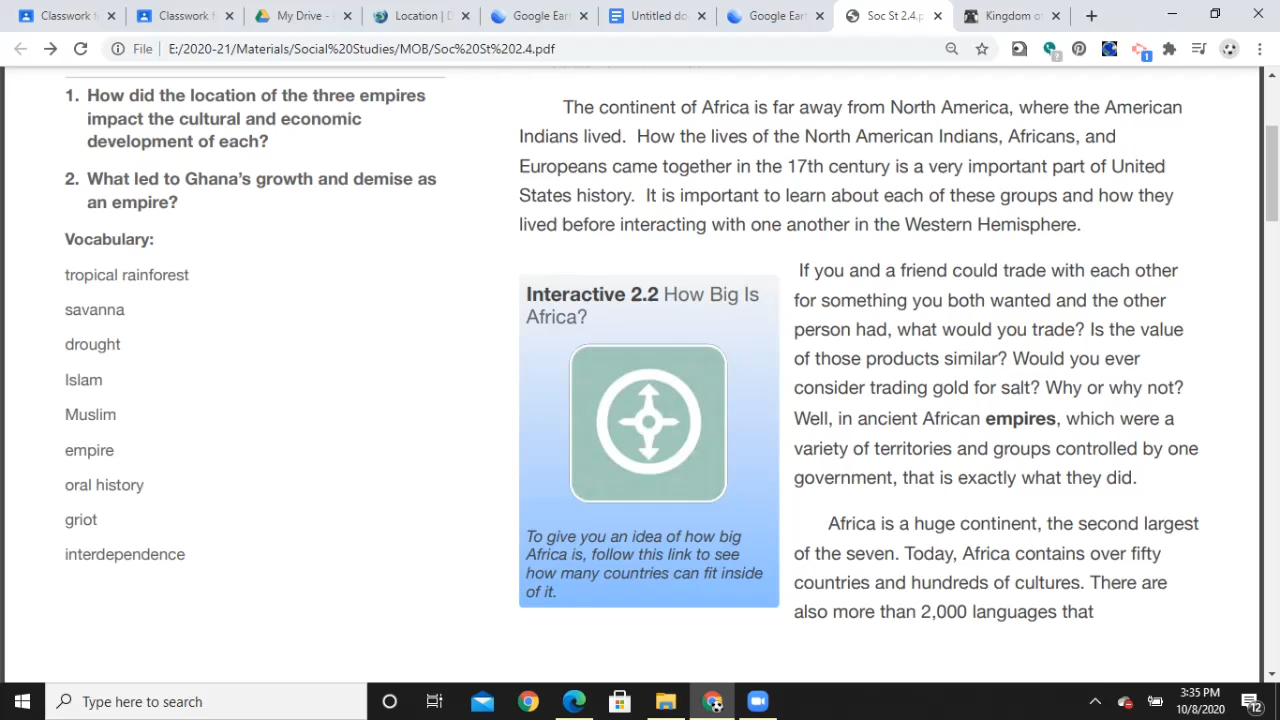 Classwork f
Classwork f
My Drive -
Location | D
Google Ear
Untitled do
Google Ear
Soc St 2.4.p
Kingdom of
File
E:/2020-21/Materials/Social%20Studies/MOB/Soc%20St%202.4.pdf
1. How did the location of the three empires
impact the cultural and economic
development of each?
2. What led to Ghana's growth and demise as
an empire?
Vocabulary:
tropical rainforest
savanna
drought
Islam
Muslim
empire
oral history
griot
interdependence
The continent of Africa is far away from North America, where the American
Indians lived. How the lives of the North American Indians, Africans, and
Europeans came together in the 17th century is a very important part of United
States history. It is important to learn about each of these groups and how they
lived before interacting with one another in the Western Hemisphere.
Interactive 2.2 How Big Is
Africa?
To give you an idea of how big
Africa is, follow this link to see
how many countries can fit inside
of it.
If you and a friend could trade with each other
for something you both wanted and the other
person had, what would you trade? Is the value
of those products similar? Would you ever
consider trading gold for salt? Why or why not?
Well, in ancient African empires, which were a
variety of territories and groups controlled by one
government, that is exactly what they did.
Africa is a huge continent, the second largest
of the seven. Today, Africa contains over fifty
countries and hundreds of cultures. There are
also more than 2,000 languages that
Type here to search
3:35 PM
10/8/2020
12